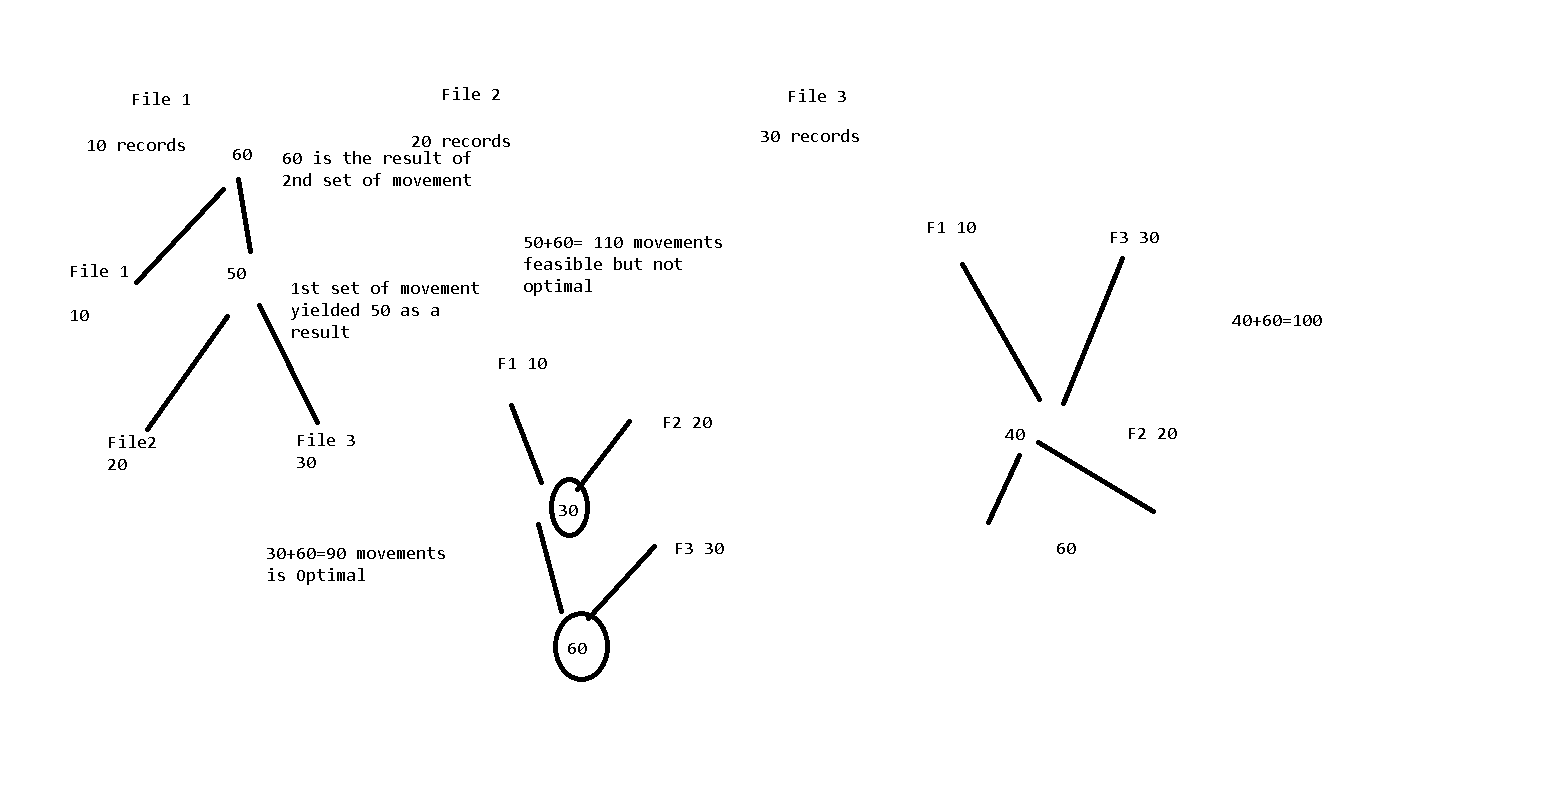 File 1
File 2
File 3
10 records
20 records
30 records
60
60 is the result of
2nd set of movement
File 1
10
50
1st set of movement
yielded 50 as a
result
File2
20
File 3
30
50+60= 110 movements
feasible but not
optimal
F1 10
F2 20
30
F3 30
60
30+60=90 movements
is Optimal
F1 10
F3 30
40
F2 20
60
40+60=100